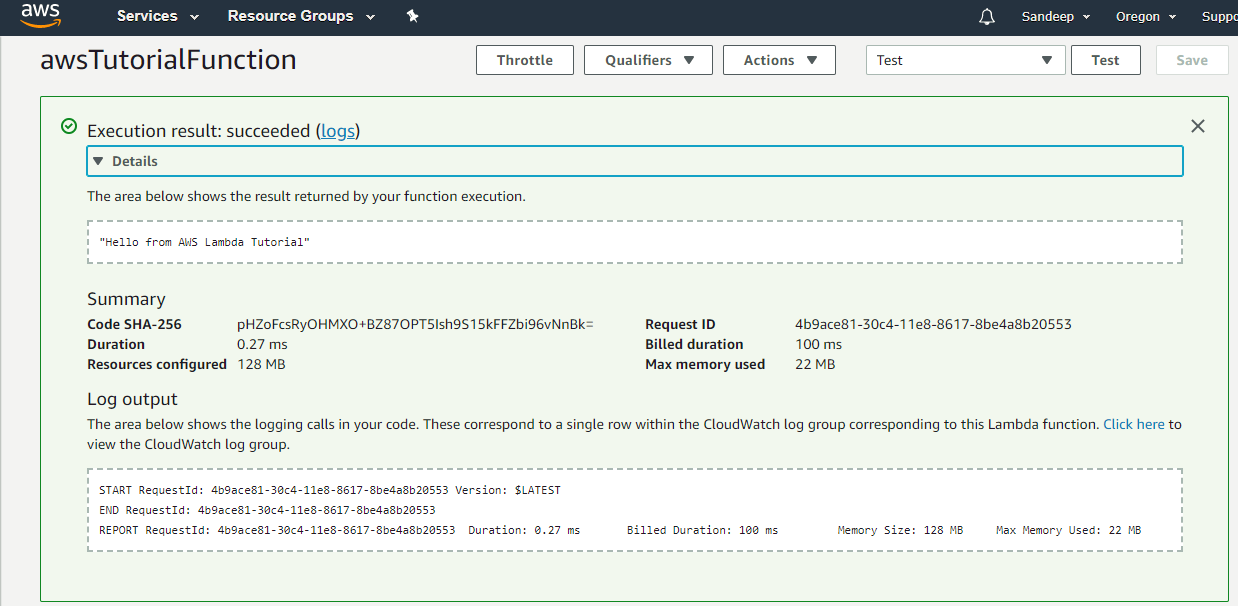 aws Services Resource Groups Sandeep Oregon Suppo
awsTutorialFunction Throttle Qualifiers Actions Test Test Save
Execution result: succeeded (logs)
Details
The area below shows the result returned by your function execution.
"Hello from AWS Lambda Tutorial"
Summary
Code SHA-256 pHZoFcsRyOHMXO+BZ87OPT5Ish9S15kFFZbi96vNnBk= Request ID 4b9ace81-30c4-11e8-8617-8be4a8b20553
Duration 0.27 ms Billed duration 100 ms
Resources configured 128 MB Max memory used 22 MB
Log output
The area below shows the logging calls in your code. These correspond to a single row within the CloudWatch log group corresponding to this Lambda function. Click here to
view the CloudWatch log group.
START RequestId: 4b9ace81-30c4-11e8-8617-8be4a8b20553 Version: $LATEST
END RequestId: 4b9ace81-30c4-11e8-8617-8be4a8b20553
REPORT RequestId: 4b9ace81-30c4-11e8-8617-8be4a8b20553 Duration: 0.27 ms Billed Duration: 100 ms Memory Size: 128 MB Max Memory Used: 22 MB